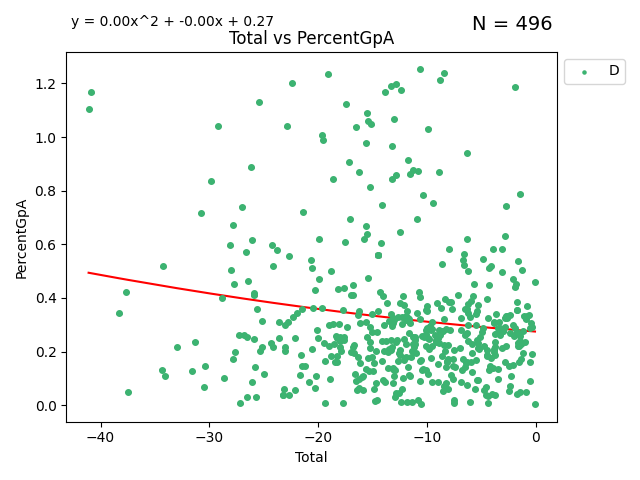 y = 0.00x^2 + -0.00x + 0.27
N = 496
Total vs PercentGpA
D
PercentGpA
1.2
1.0
0.8
0.6
0.4
0.2
0.0
−40 −30 −20 −10 0
Total